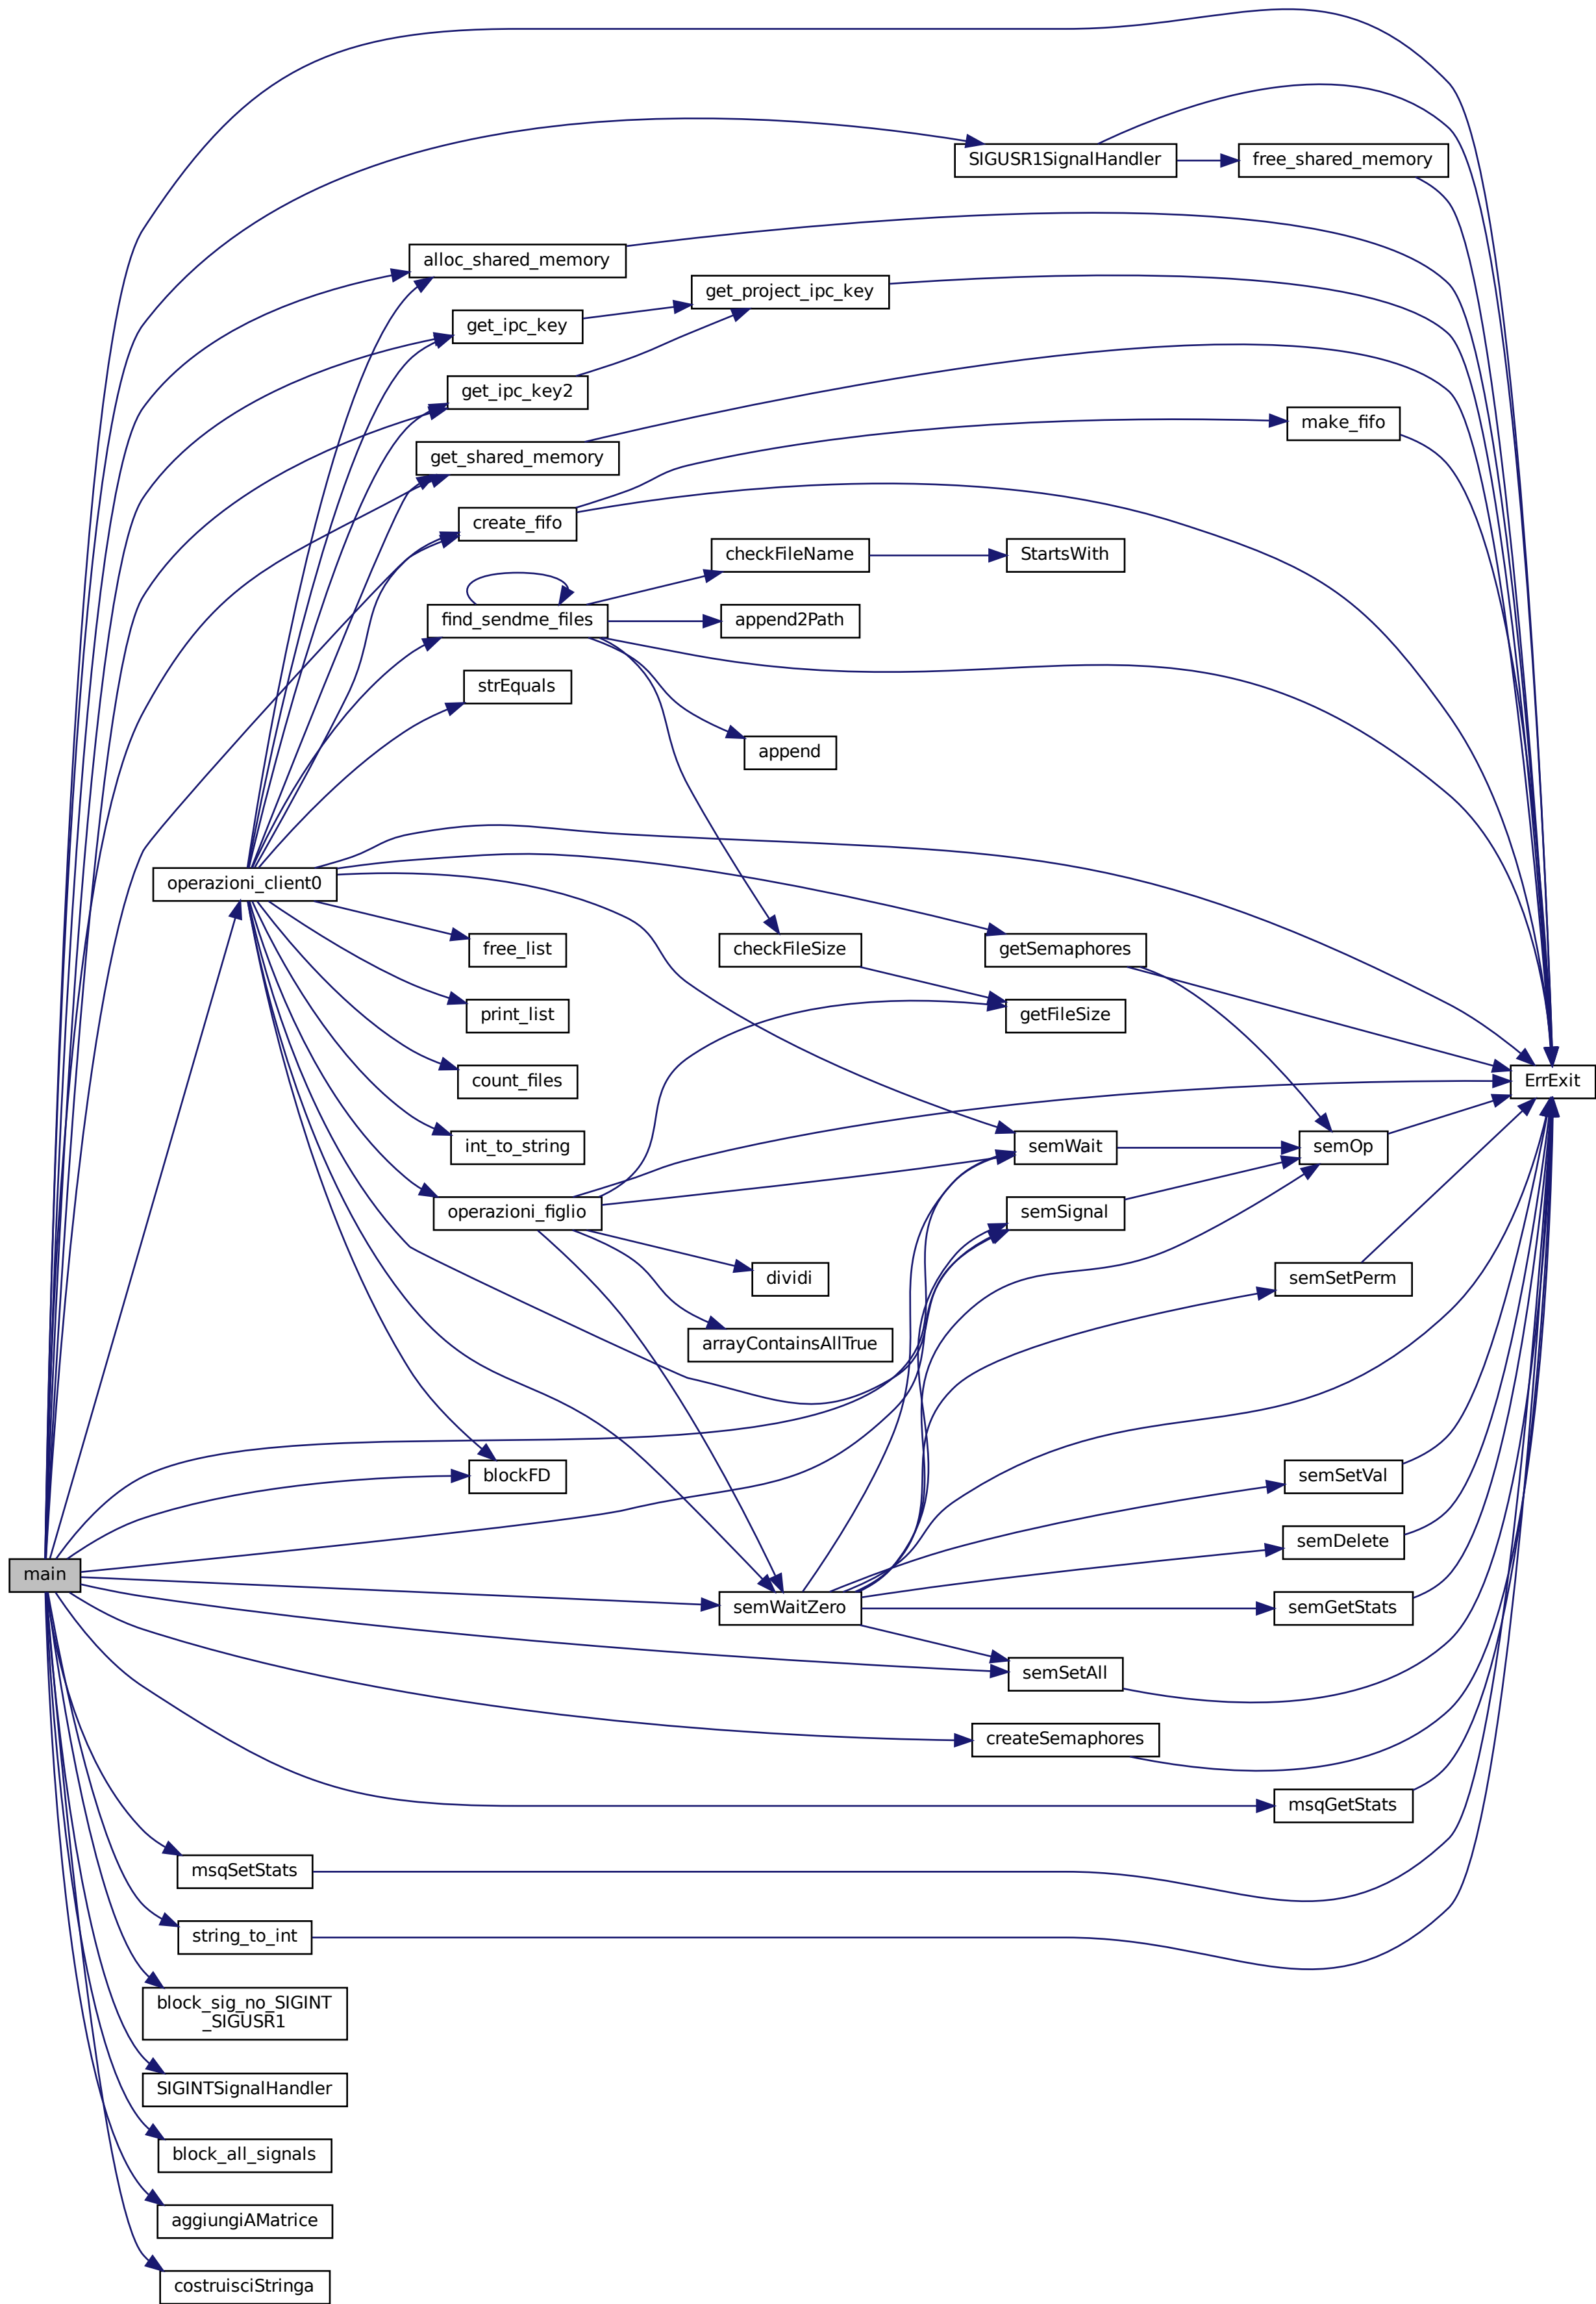 SIGUSR1SignalHandler
free_shared_memory
alloc_shared_memory
get_project_ipc_key
get_ipc_key
get_ipc_key2
make_fifo
get_shared_memory
create_fifo
checkFileName
StartsWith
find_sendme_files
append2Path
strEquals
append
operazioni_client0
free_list
checkFileSize
getSemaphores
print_list
getFileSize
count_files
ErrExit
int_to_string
semWait
semOp
operazioni_figlio
semSignal
dividi
semSetPerm
arrayContainsAllTrue
blockFD
semSetVal
semDelete
main
semWaitZero
semGetStats
semSetAll
createSemaphores
msqGetStats
msqSetStats
string_to_int
block_sig_no_SIGINT
_SIGUSR1
SIGINTSignalHandler
block_all_signals
aggiungiAMatrice
costruisciStringa